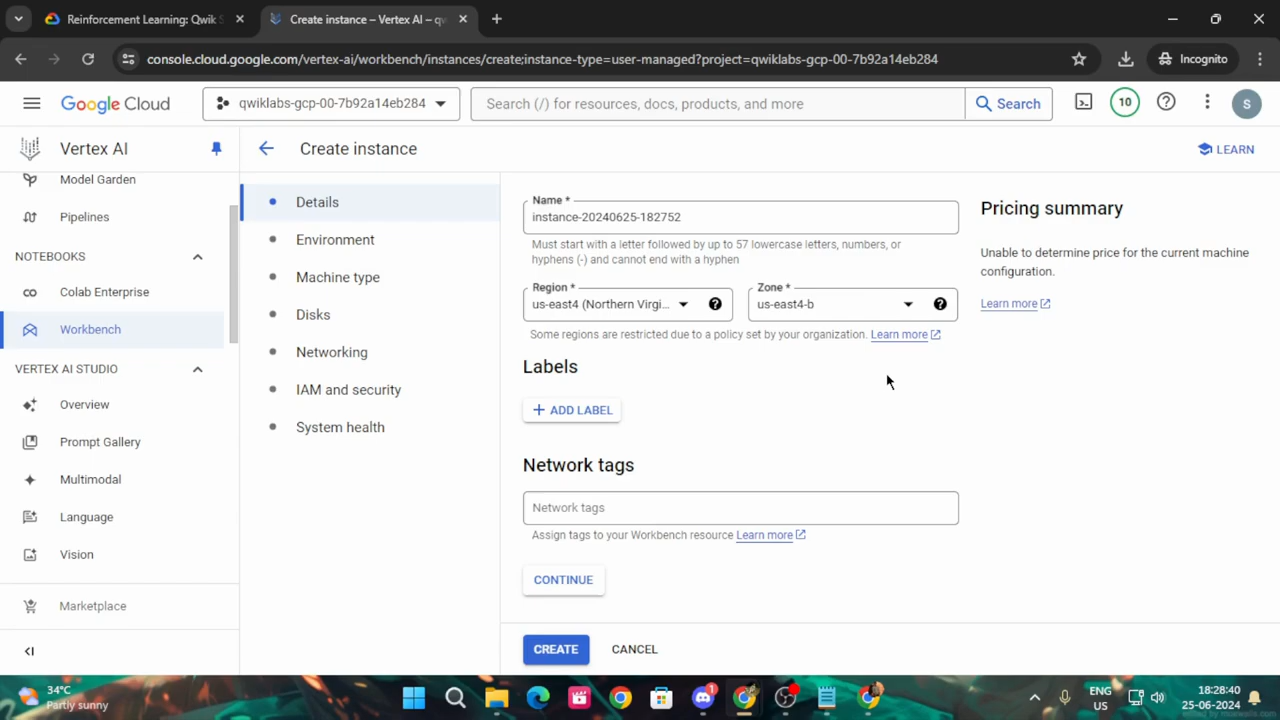 Reinforcement Learning: Qwik S
Create instance – Vertex AI – qw
console.cloud.google.com/vertex-ai/workbench/instances/create;instance-type=user-managed?project=qwiklabs-gcp-00-7b92a14eb284
Incognito
Google Cloud
qwiklabs-gcp-00-7b92a14eb284
Search (/) for resources, docs, products, and more
Search
10
S
Vertex AI
Create instance
LEARN
Model Garden
Pipelines
NOTEBOOKS
Colab Enterprise
Workbench
VERTEX AI STUDIO
Overview
Prompt Gallery
Multimodal
Language
Vision
Marketplace
Details
Environment
Machine type
Disks
Networking
IAM and security
System health
Name *
instance-20240625-182752
Must start with a letter followed by up to 57 lowercase letters, numbers, or
hyphens (-) and cannot end with a hyphen
Region *
us-east4 (Northern Virgi...
Zone *
us-east4-b
Some regions are restricted due to a policy set by your organization. Learn more
Labels
ADD LABEL
Network tags
Network tags
Assign tags to your Workbench resource Learn more
CONTINUE
CREATE
CANCEL
Pricing summary
Unable to determine price for the current machine
configuration.
Learn more
34°C
Partly sunny
1
ENG
US
18:28:40
25-06-2024